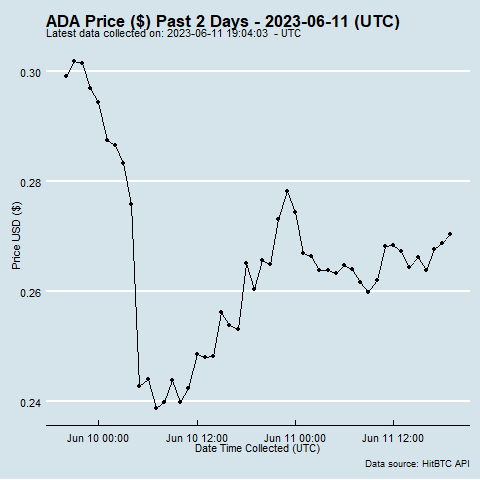 ADA Price ($) Past 2 Days - 2023-06-11 (UTC)
Latest data collected on: 2023-06-11 19:04:03 - UTC
0.30
0.28
0.26
0.24
Price USD ($)
Jun 10 00:00 Jun 10 12:00 Jun 11 00:00 Jun 11 12:00
Date Time Collected (UTC)
Data source: HitBTC API